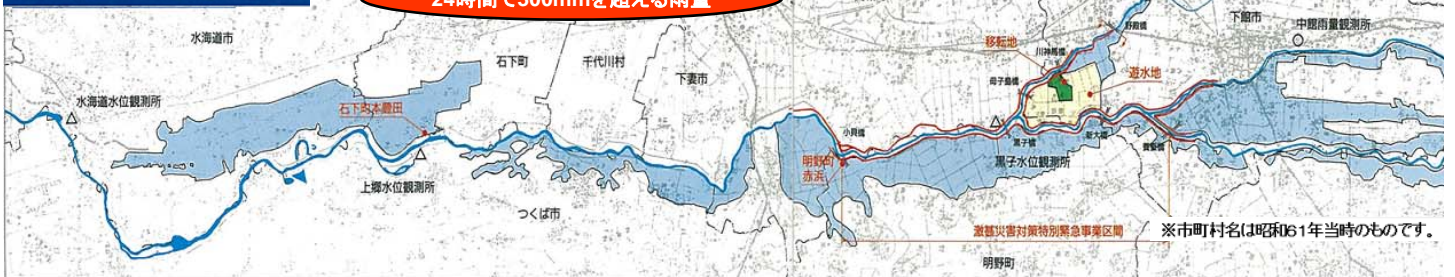 24時間で300mmを超える雨量
水海道市
石下町
千代川村
下妻市
下館市
中館雨量観測所
野殿橋
川神馬橋
移転地
母子島橋
遊水地
水海道水位観測所
石下町本豊田
小貝橋
黒子橋
新大橋
養蚕橋
明野町
赤浜
黒子水位観測所
上郷水位観測所
つくば市
激甚災害対策特別緊急事業区間
※市町村名は昭和61年当時のものです。
明野町